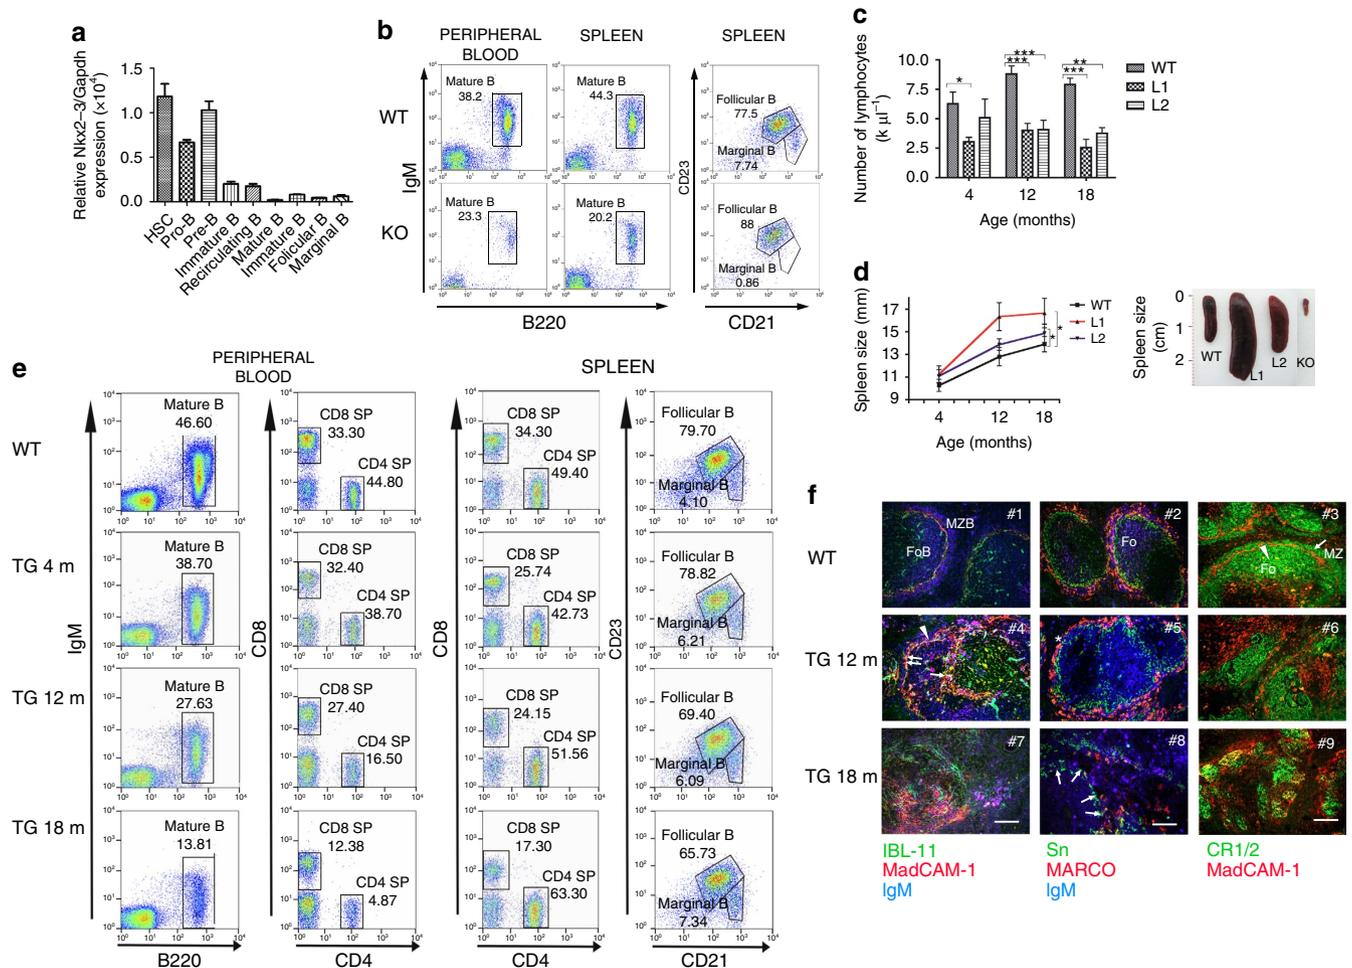 a
Relative Nkx2–3/Gapdh
expression (×10⁴)
1.5
1.0
0.5
0.0
HSC
Pro-B
Pre-B
Immature B
Recirculating B
Mature B
Immature B
Follicular B
Marginal B
b
PERIPHERAL
BLOOD
SPLEEN
SPLEEN
WT
KO
IgM
Mature B
38.2
Mature B
44.3
CD23
Follicular B
77.5
Marginal B
7.74
Mature B
23.3
Mature B
20.2
Follicular B
88
Marginal B
0.86
B220
CD21
c
Number of lymphocytes
(k µl⁻¹)
10.0
7.5
5.0
2.5
0.0
*
***
***
**
***
WT
L1
L2
4
12
18
Age (months)
d
Spleen size (mm)
17
15
13
11
9
4
12
18
Age (months)
WT
L1
L2
*
*
Spleen size
(cm)
0
1
2
WT
L1
L2
KO
e
PERIPHERAL
BLOOD
SPLEEN
WT
Mature B
46.60
CD8 SP
33.30
CD4 SP
44.80
CD8 SP
34.30
CD4 SP
49.40
Follicular B
79.70
Marginal B
4.10
TG 4 m
Mature B
38.70
CD8 SP
32.40
CD4 SP
38.70
CD8 SP
25.74
CD4 SP
42.73
Follicular B
78.82
Marginal B
6.21
IgM
CD8
CD8
CD23
TG 12 m
Mature B
27.63
CD8 SP
27.40
CD4 SP
16.50
CD8 SP
24.15
CD4 SP
51.56
Follicular B
69.40
Marginal B
6.09
TG 18 m
Mature B
13.81
CD8 SP
12.38
CD4 SP
4.87
CD8 SP
17.30
CD4 SP
63.30
Follicular B
65.73
Marginal B
7.34
B220
CD4
CD4
CD21
f
WT
#1
MZB
FoB
#2
Fo
#3
MZ
Fo
TG 12 m
#4
#5
*
#6
TG 18 m
#7
#8
#9
IBL-11
MadCAM-1
IgM
Sn
MARCO
IgM
CR1/2
MadCAM-1